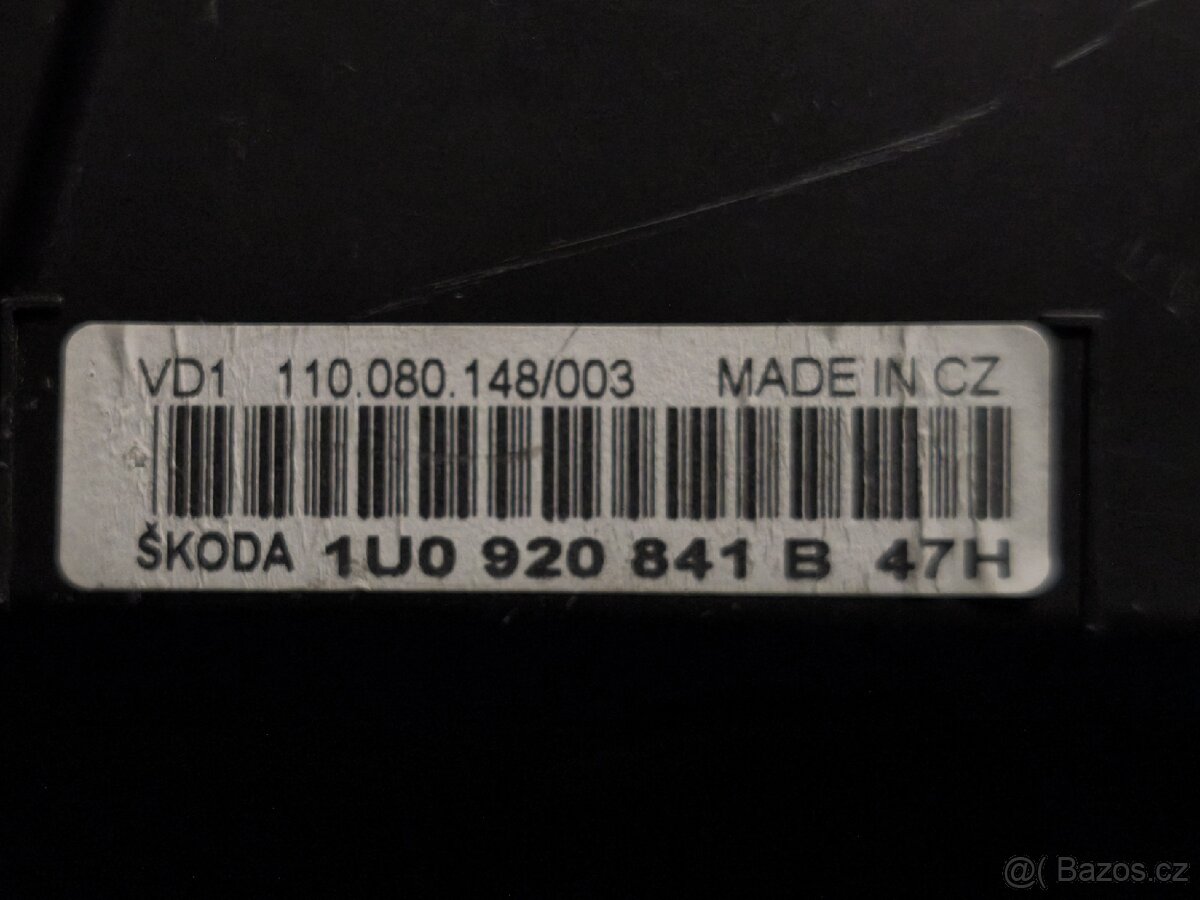 VD1 110.080.148/003 MADE IN CZ
ŠKODA 1U0 920 841 B 47H
@( Bazos.cz